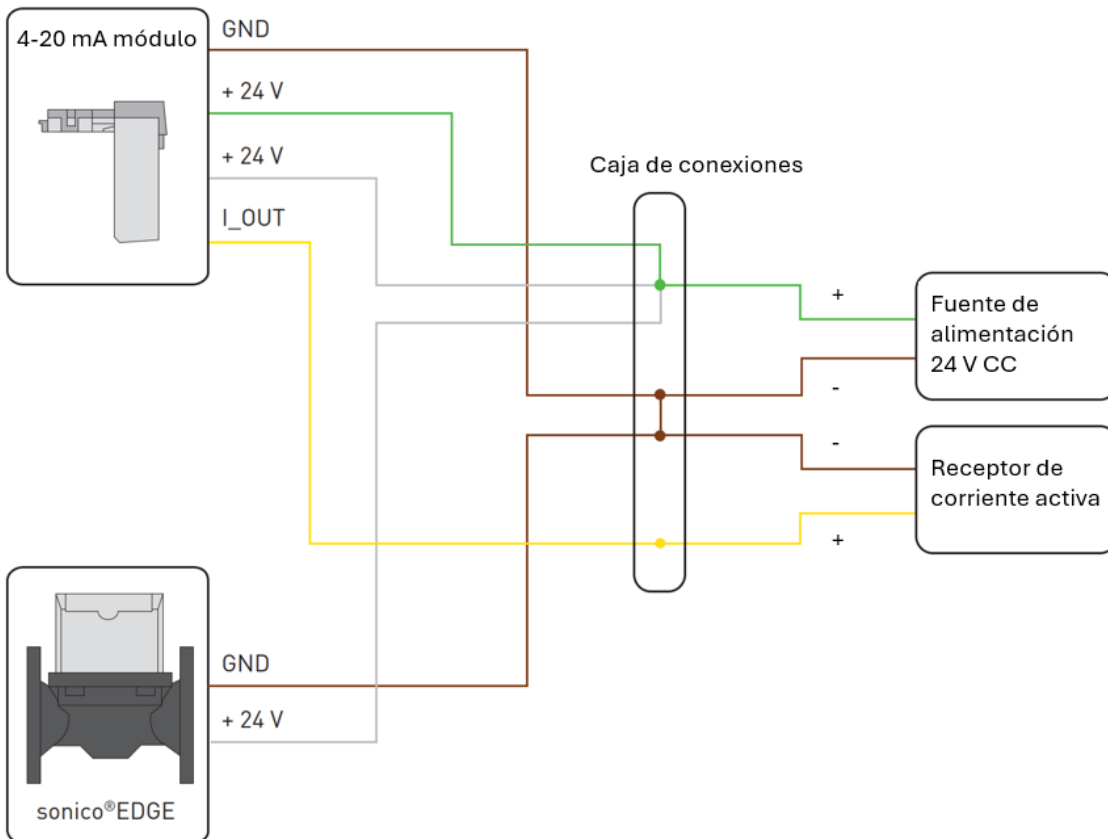 4-20 mA módulo
GND
+ 24 V
+ 24 V
I_OUT
Caja de conexiones
+
Fuente de
alimentación
24 V CC
-
-
Receptor de
corriente activa
+
GND
+ 24 V
sonico®EDGE